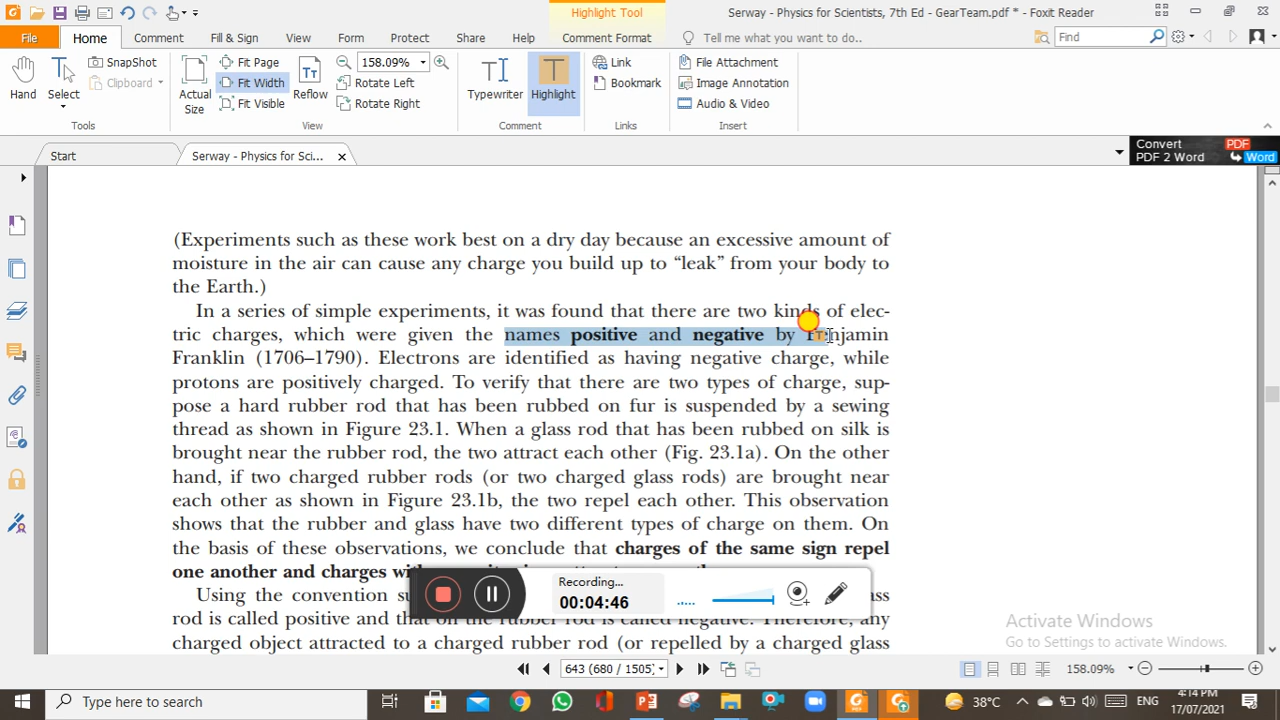 Highlight Tool
Serway - Physics for Scientists, 7th Ed - GearTeam.pdf * - Foxit Reader
File Home Comment Fill & Sign View Form Protect Share Help Comment Format Tell me what you want to do.. Find
SnapShot Fit Page 158.09% Link File Attachment
Clipboard Fit Width Rotate Left Bookmark Image Annotation
Hand Select Actual Size Fit Visible Reflow Rotate Right Typewriter Highlight Audio & Video
Tools View Comment Links Insert
Start Serway - Physics for Sci... Convert PDF
PDF 2 Word Word
(Experiments such as these work best on a dry day because an excessive amount of
moisture in the air can cause any charge you build up to “leak” from your body to
the Earth.)
In a series of simple experiments, it was found that there are two kinds of elec-
tric charges, which were given the names positive and negative by Benjamin
Franklin (1706–1790). Electrons are identified as having negative charge, while
protons are positively charged. To verify that there are two types of charge, sup-
pose a hard rubber rod that has been rubbed on fur is suspended by a sewing
thread as shown in Figure 23.1. When a glass rod that has been rubbed on silk is
brought near the rubber rod, the two attract each other (Fig. 23.1a). On the other
hand, if two charged rubber rods (or two charged glass rods) are brought near
each other as shown in Figure 23.1b, the two repel each other. This observation
shows that the rubber and glass have two different types of charge on them. On
the basis of these observations, we conclude that charges of the same sign repel
one another and charges
Using the convention
rod is called positive and that on the rubber rod is called negative. Therefore, any
charged object attracted to a charged rubber rod (or repelled by a charged glass
Recording...
00:04:46
Activate Windows
Go to Settings to activate Windows.
643 (680 / 1505) 158.09%
Type here to search 38°C ENG 4:14 PM
17/07/2021